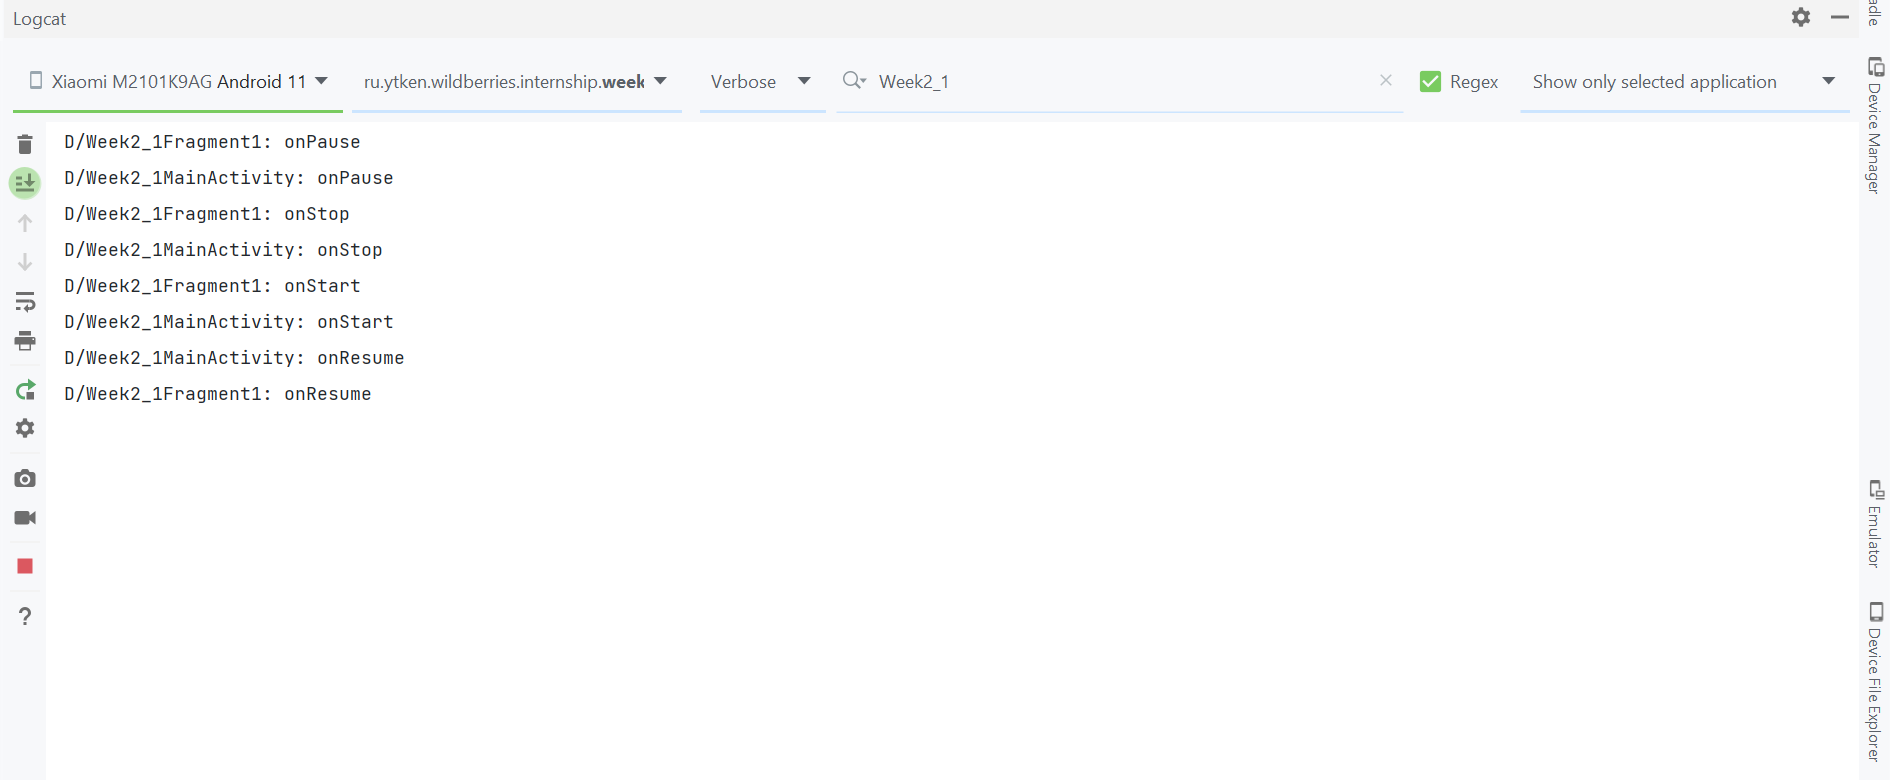 Logcat
Xiaomi M2101K9AG Android 11
ru.ytken.wildberries.internship.week
Verbose
Week2_1
Regex
Show only selected application
D/Week2_1Fragment1: onPause
D/Week2_1MainActivity: onPause
D/Week2_1Fragment1: onStop
D/Week2_1MainActivity: onStop
D/Week2_1Fragment1: onStart
D/Week2_1MainActivity: onStart
D/Week2_1MainActivity: onResume
D/Week2_1Fragment1: onResume
adle
Device Manager
Emulator
Device File Explorer